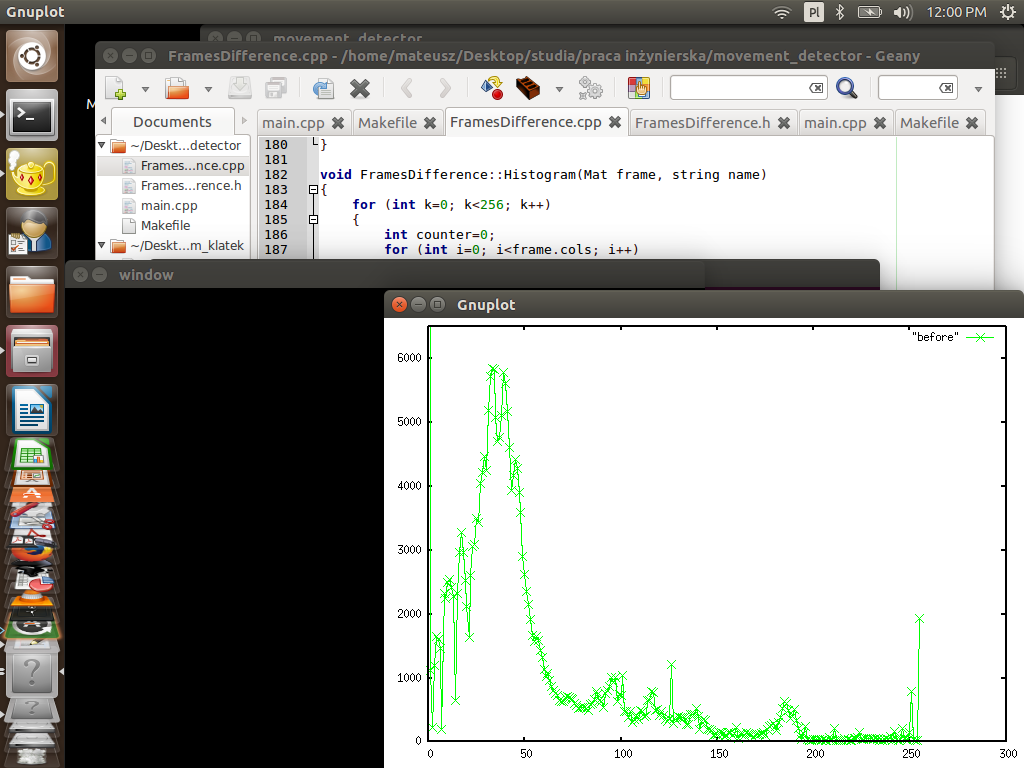 Gnuplot
Pl
12:00 PM
movement_detector
FramesDifference.cpp - /home/mateusz/Desktop/studia/praca inżynierska/movement_detector - Geany
M
Documents
main.cpp
Makefile
FramesDifference.cpp
FramesDifference.h
main.cpp
Makefile
~/Deskt...detector
Frames...nce.cpp
Frames...rence.h
main.cpp
Makefile
~/Deskt...m_klatek
180 }
181
182 void FramesDifference::Histogram(Mat frame, string name)
183 {
184 for (int k=0; k<256; k++)
185 {
186 int counter=0;
187 for (int i=0; i<frame.cols; i++)
window
Gnuplot
"before"
6000
5000
4000
3000
2000
1000
0
0 50 100 150 200 250 300